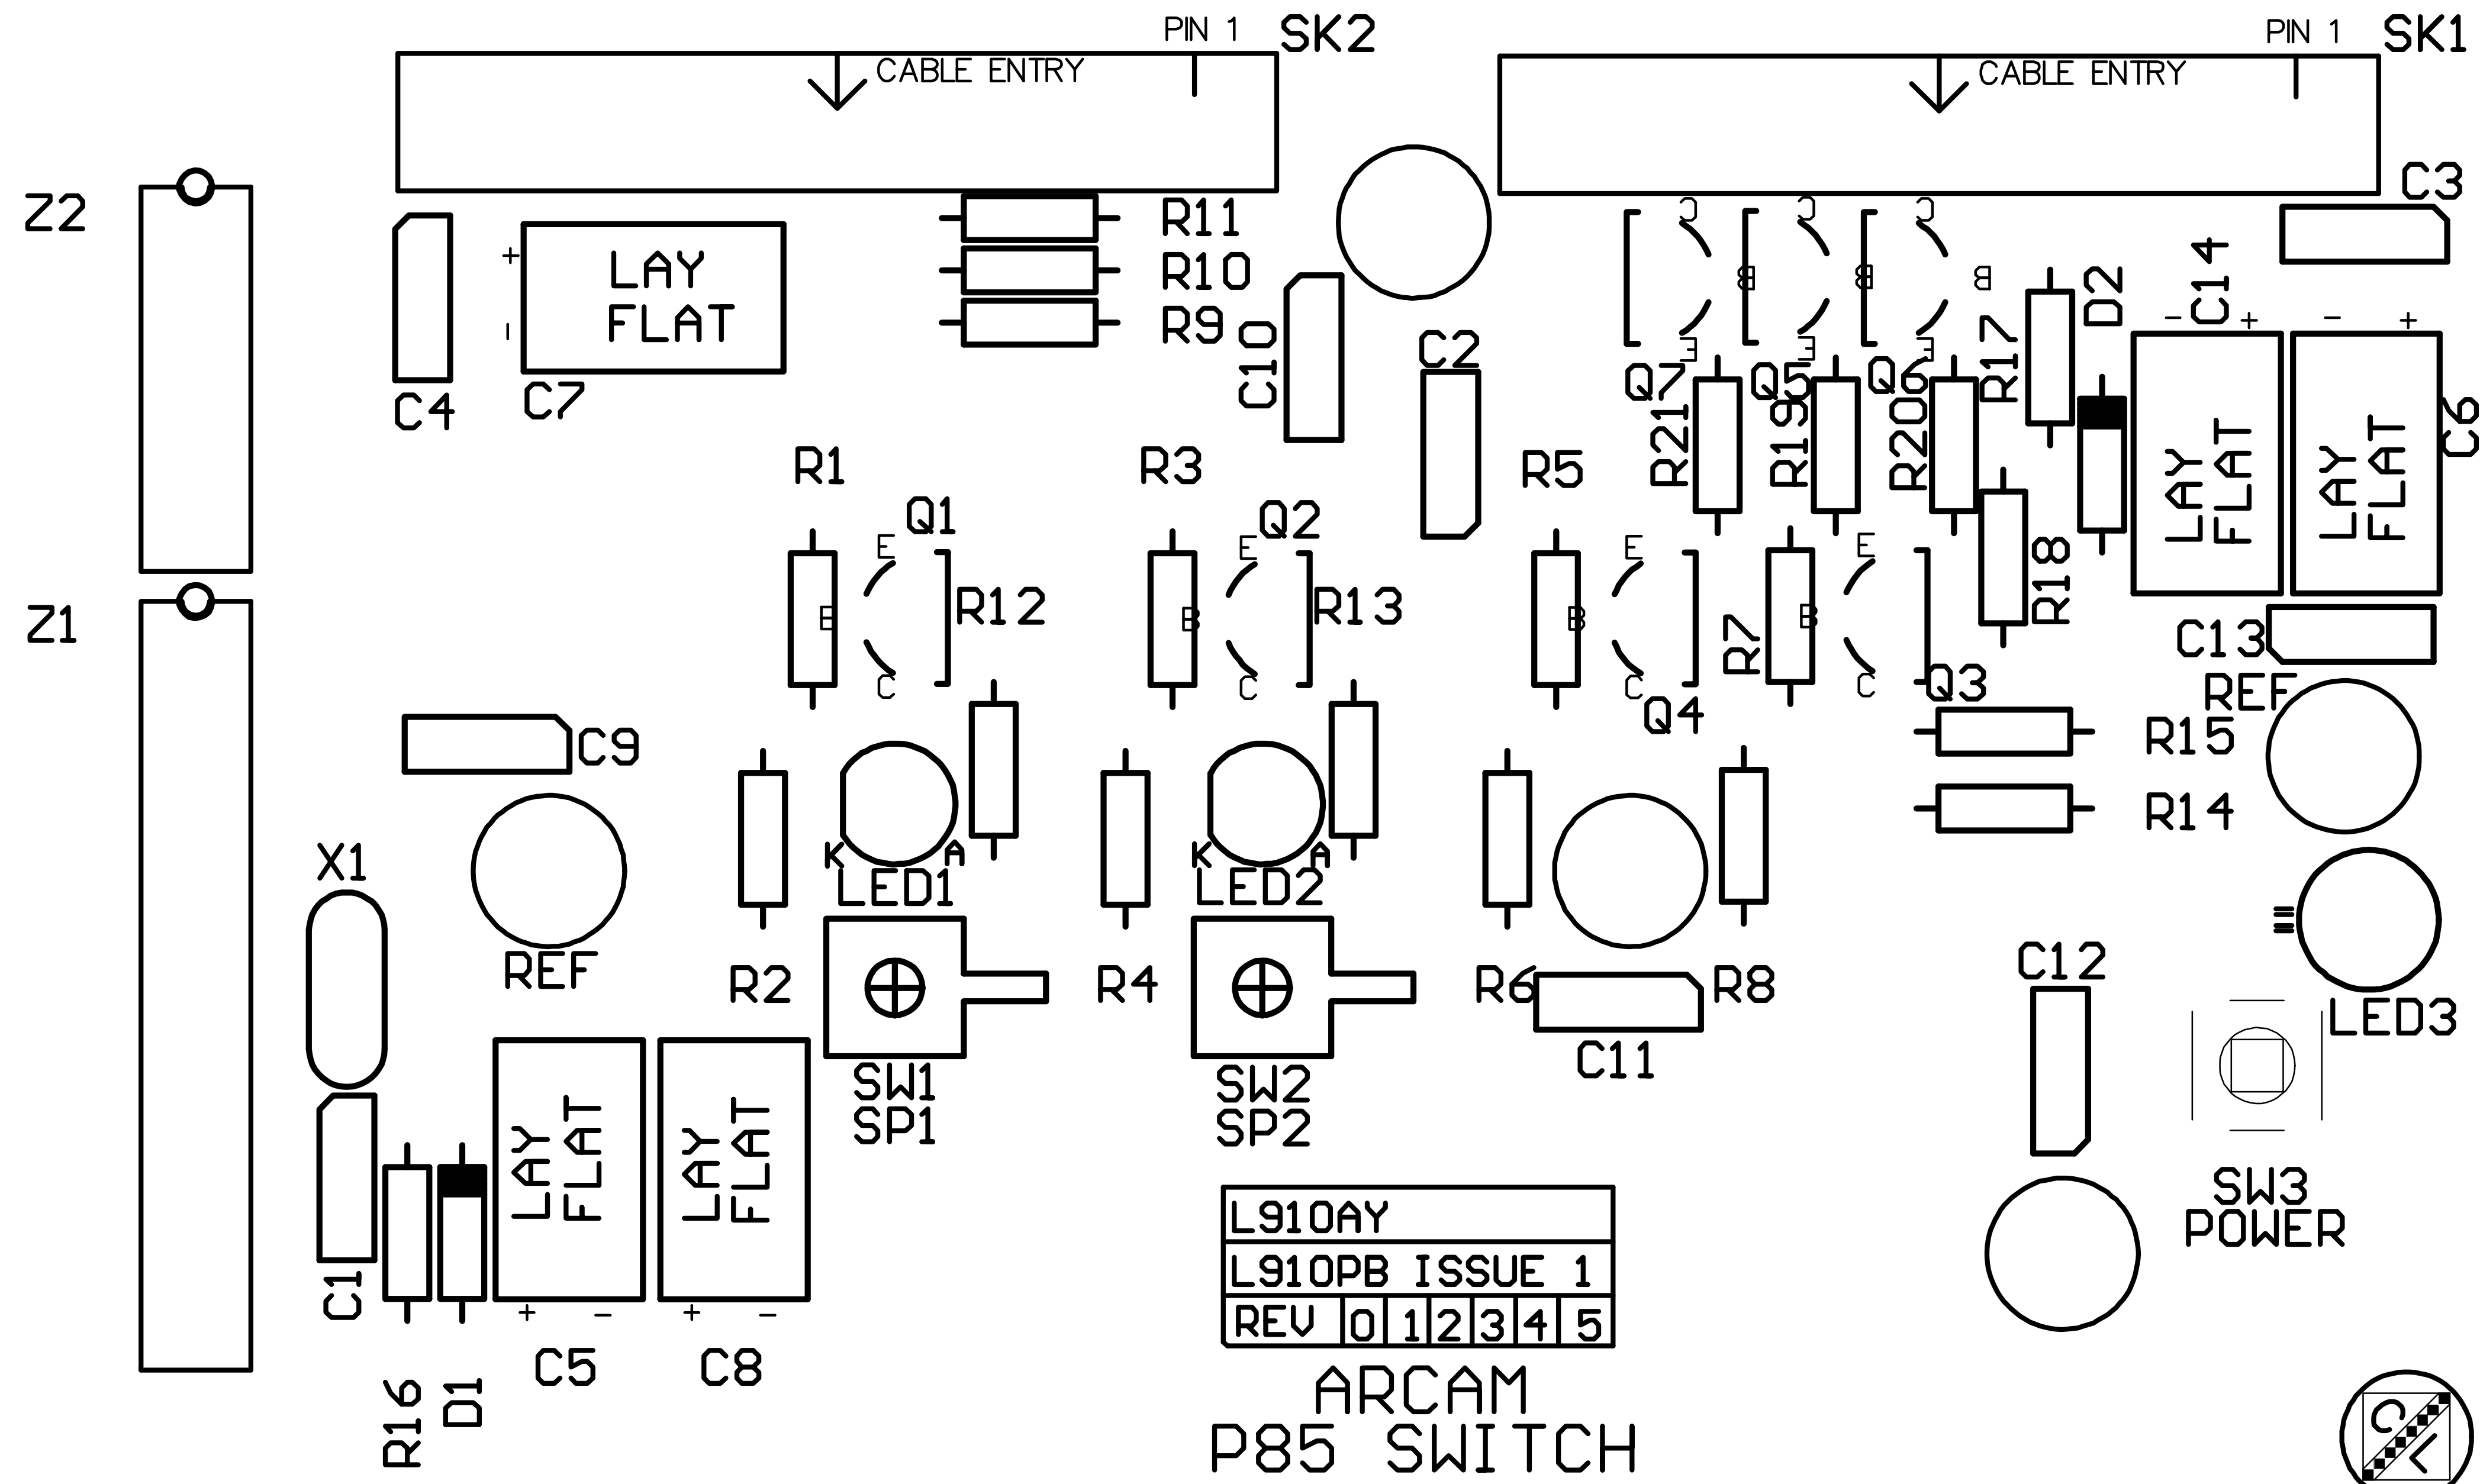 PIN 1
SK2
PIN 1
SK1
CABLE ENTRY
CABLE ENTRY
C3
Z2
R11
C
C
C
LAY
FLAT
+
-
R10
R9
B
B
B
C14
D2
R17
- +
- +
C10
C2
E
E
E
Q7
Q5
Q6
C4
C7
R21
R19
R20
C6
LAY
FLAT
LAY
FLAT
R1
R3
R5
Q1
Q2
E
E
E
E
R18
Z1
B
R12
B
R13
B
B
R7
C13
C
C
C
C
Q3
REF
Q4
C9
R15
R14
X1
K
A
K
A
LED1
LED2
REF
R2
R4
R6
R8
C12
LED3
C11
SW1
SP1
SW2
SP2
LAY
FLAT
LAY
FLAT
SW3
POWER
L910AY
L910PB ISSUE 1
REV 0 1 2 3 4 5
C1
+ -
+ -
C5
C8
R16
D1
ARCAM
P85 SWITCH
C
L